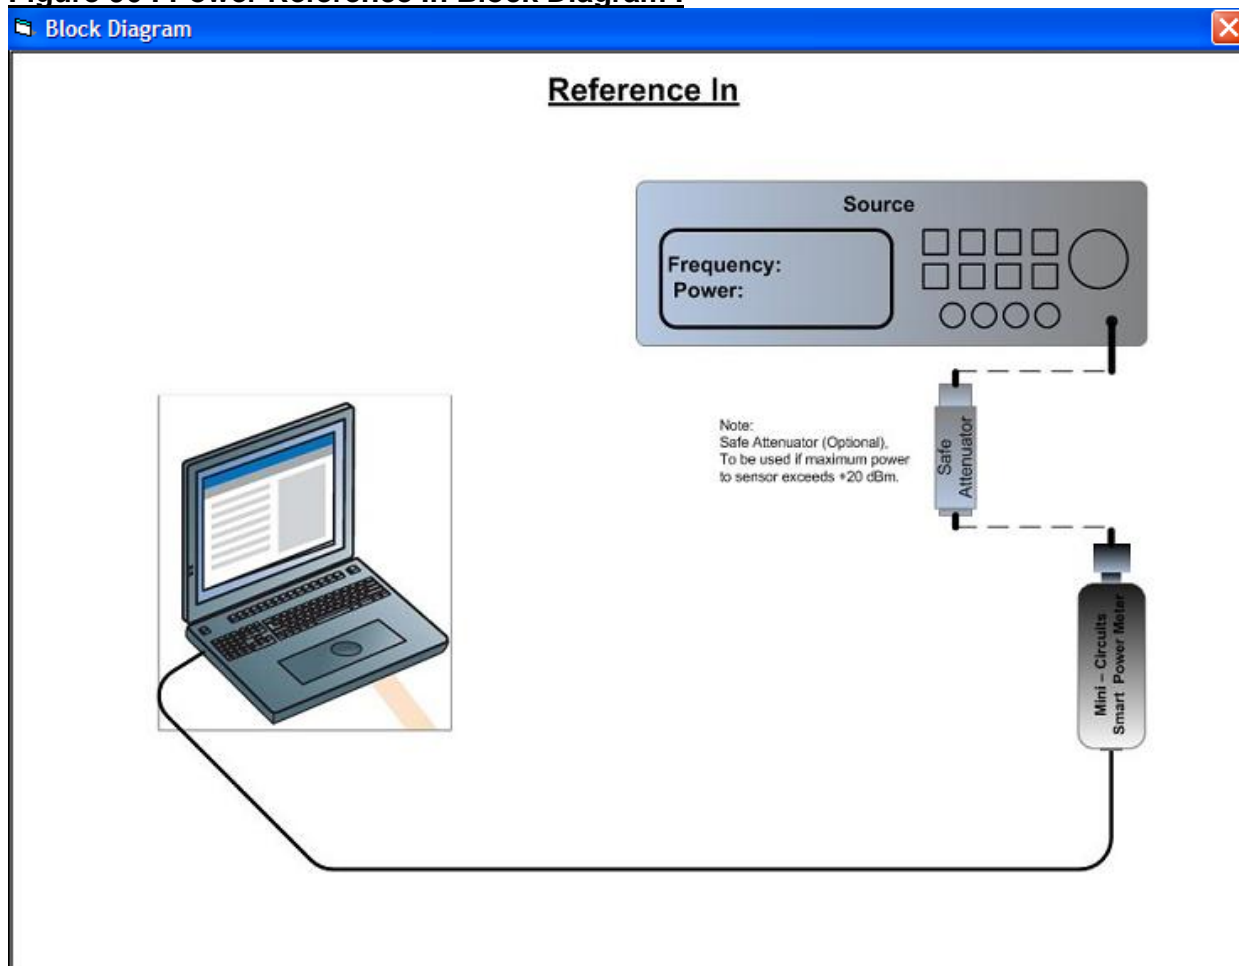 Block Diagram
Reference In
Source
Frequency:
Power:
Note:
Safe Attenuator (Optional).
To be used if maximum power
to sensor exceeds +20 dBm.
Safe
Attenuator
Mini – Circuits
Smart Power Meter